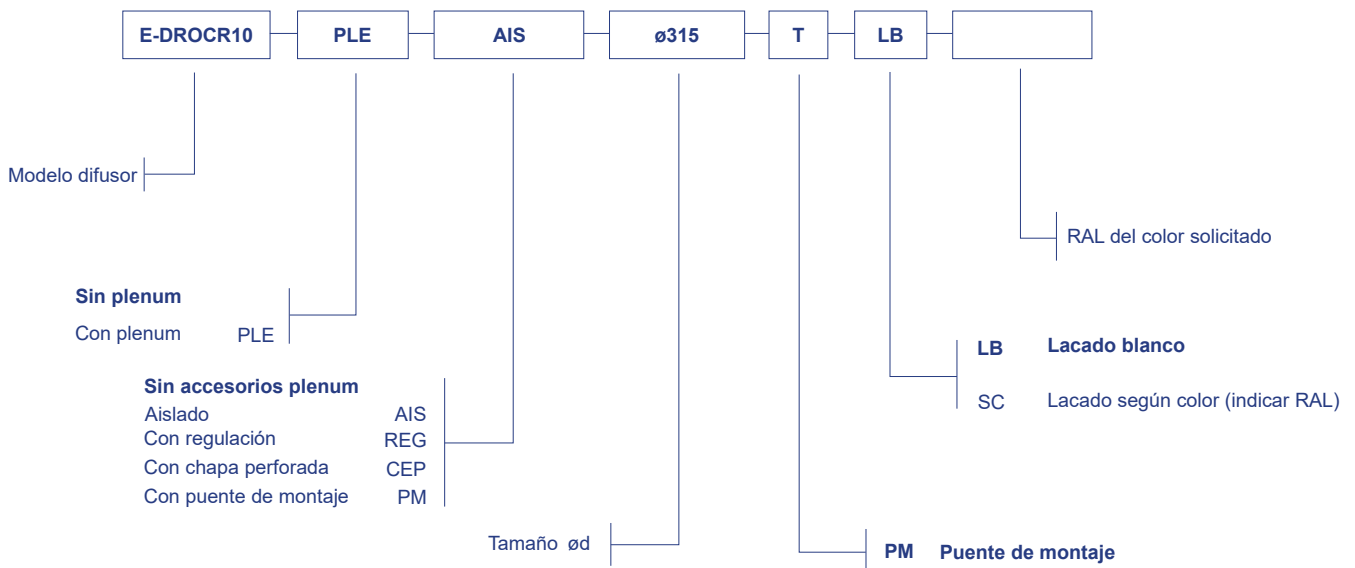 E-DROCR10 PLE AIS ø315 T LB
Modelo difusor
RAL del color solicitado
Sin plenum
Con plenum PLE
LB Lacado blanco
SC Lacado según color (indicar RAL)
Sin accesorios plenum
Aislado AIS
Con regulación REG
Con chapa perforada CEP
Con puente de montaje PM
Tamaño ød
PM Puente de montaje